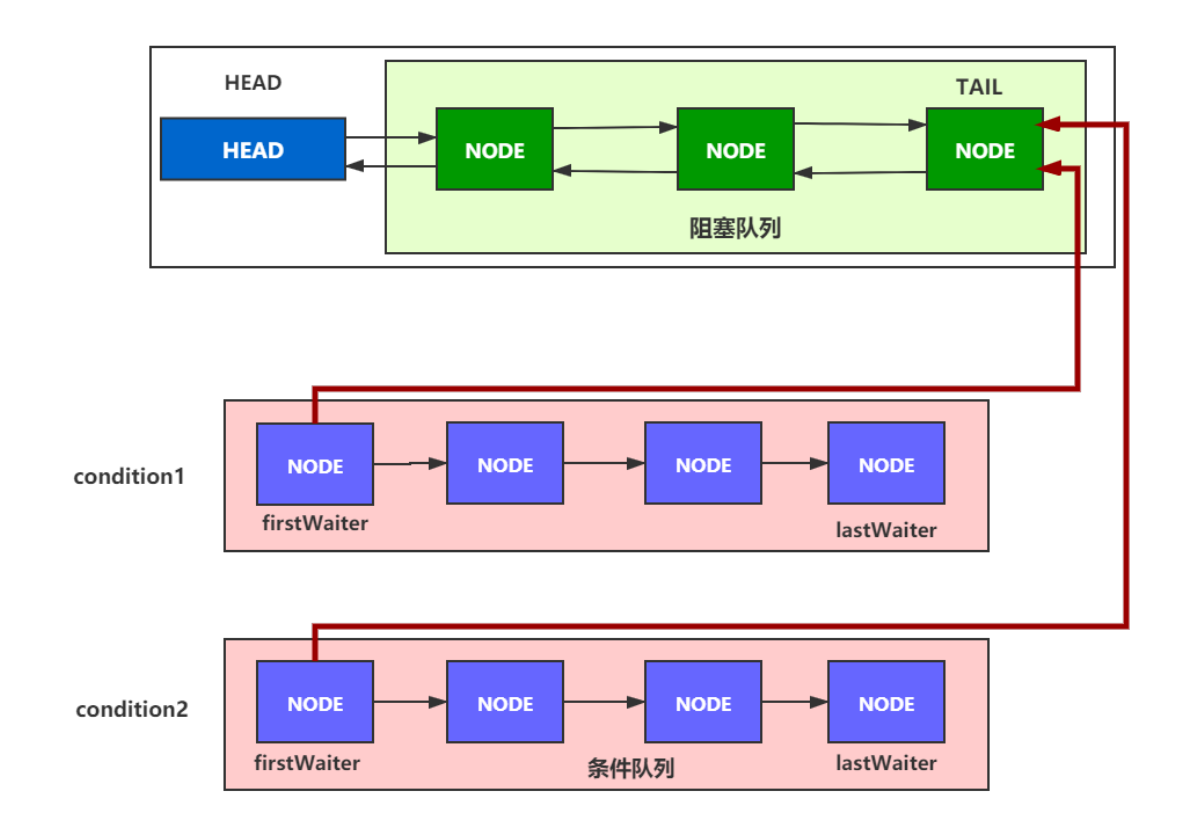 HEAD
TAIL
HEAD
NODE
NODE
NODE
阻塞队列
condition1
NODE
NODE
NODE
NODE
firstWaiter
lastWaiter
condition2
NODE
NODE
NODE
NODE
firstWaiter
条件队列
lastWaiter